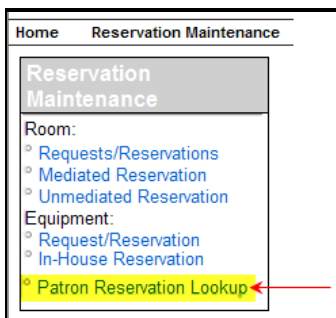 Home Reservation Maintenance
Reservation
Maintenance
Room:
Requests/Reservations
Mediated Reservation
Unmediated Reservation
Equipment:
Request/Reservation
In-House Reservation
Patron Reservation Lookup